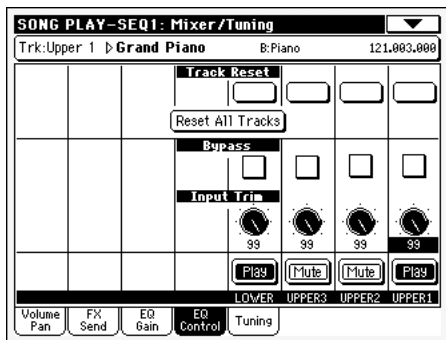 SONG PLAY-SEQ1: Mixer/Tuning
Trk:Upper 1 ▷Grand Piano B:Piano 121.003.000
Track Reset
Reset All Tracks
Bypass
Input Trim
99 99 99 99
Play Mute Mute Play
LOWER UPPER3 UPPER2 UPPER1
Volume Pan FX Send EQ Gain EQ Control Tuning